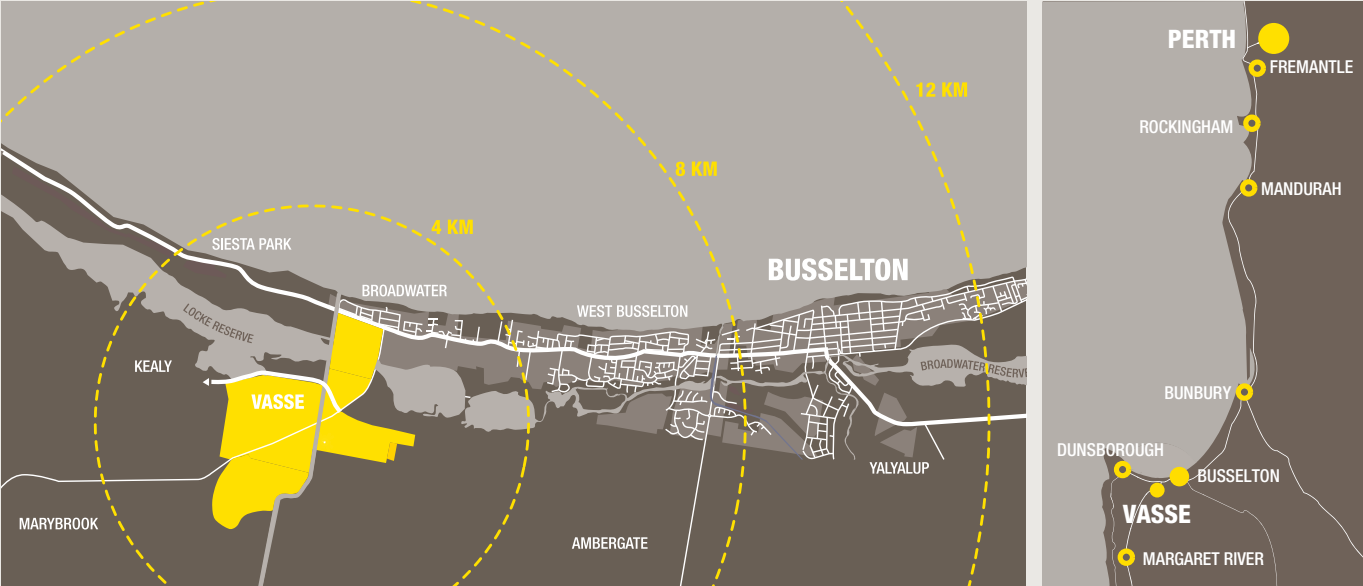 12 KM
8 KM
4 KM
SIESTA PARK
BUSSELTON
BROADWATER
WEST BUSSELTON
LOCKE RESERVE
KEALY
BROADWATER RESERVE
VASSE
YALYALUP
MARYBROOK
AMBERGATE
PERTH
FREMANTLE
ROCKINGHAM
MANDURAH
BUNBURY
DUNSBOROUGH
BUSSELTON
VASSE
MARGARET RIVER